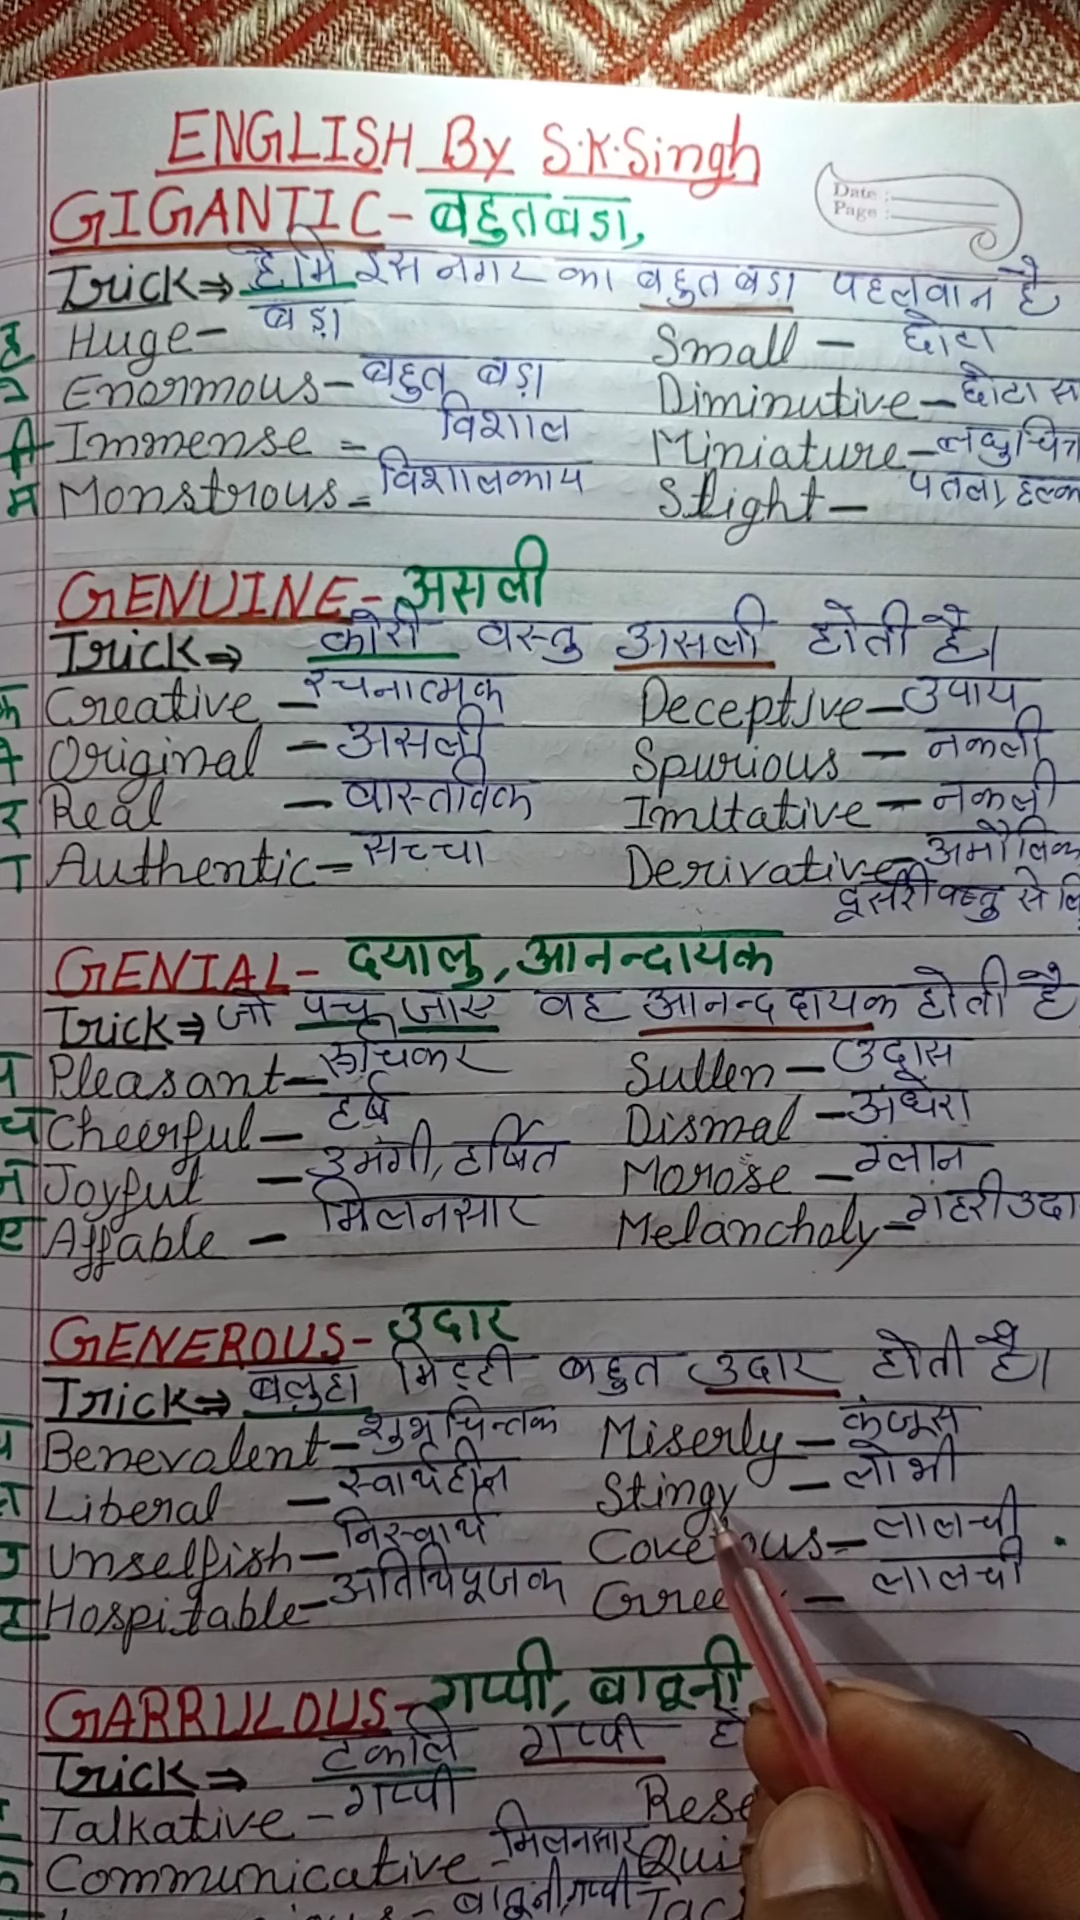 ENGLISH By S.K.Singh
Date :
Page :
GIGANTIC - बहुत बड़ा,
Trick ⇒ हेमि इस नगर का बहुत बड़ा पहलवान है
Huge - बड़ा Small - छोटा
Enormous - बहुत बड़ा Diminutive - छोटा स
Immense = विशाल Miniature - लघुचित्र
म Monstrous = विशालकाय Slight - पतला, हल्क
GENUINE - असली
Trick ⇒ कोरी वस्तु असली होती है।
Creative - रचनात्मक Deceptive - उपाय
Original - असली Spurious - नकली
र Real - वास्तविक Imitative - नकली
Authentic - सच्चा Derivative - अमौलिक
दूसरी वस्तु से
GENIAL - दयालु, आनन्दायक
Trick ⇒ जो पच जाए वह आनन्ददायक होती है
Pleasant - रूचिकर Sullen - उदास
च Cheerful - हर्ष Dismal - अंधेरा
Joyful - उमंगी, हर्षित Morose - ग्लान
ए Affable - मिलनसार Melancholy - गहरी उदा
GENEROUS - उदार
Trick ⇒ बलुहा मिट्टी बहुत उदार होती है।
Benevalent - शुभचिन्तक Miserly - कंजूस
Liberal - स्वार्थहीन Stingy - लोभी
Unselfish - निस्वार्थ Cove ous - लालची
ह Hospitable - अतिथिपूजक Gree - लालची
GARRULOUS - गप्पी, बातूनी
Trick ⇒ टकलि गप्पी ह
Talkative - गप्पी Rese
Communicative - मिलनसार Qui
बातूनी, गप्पी Tac